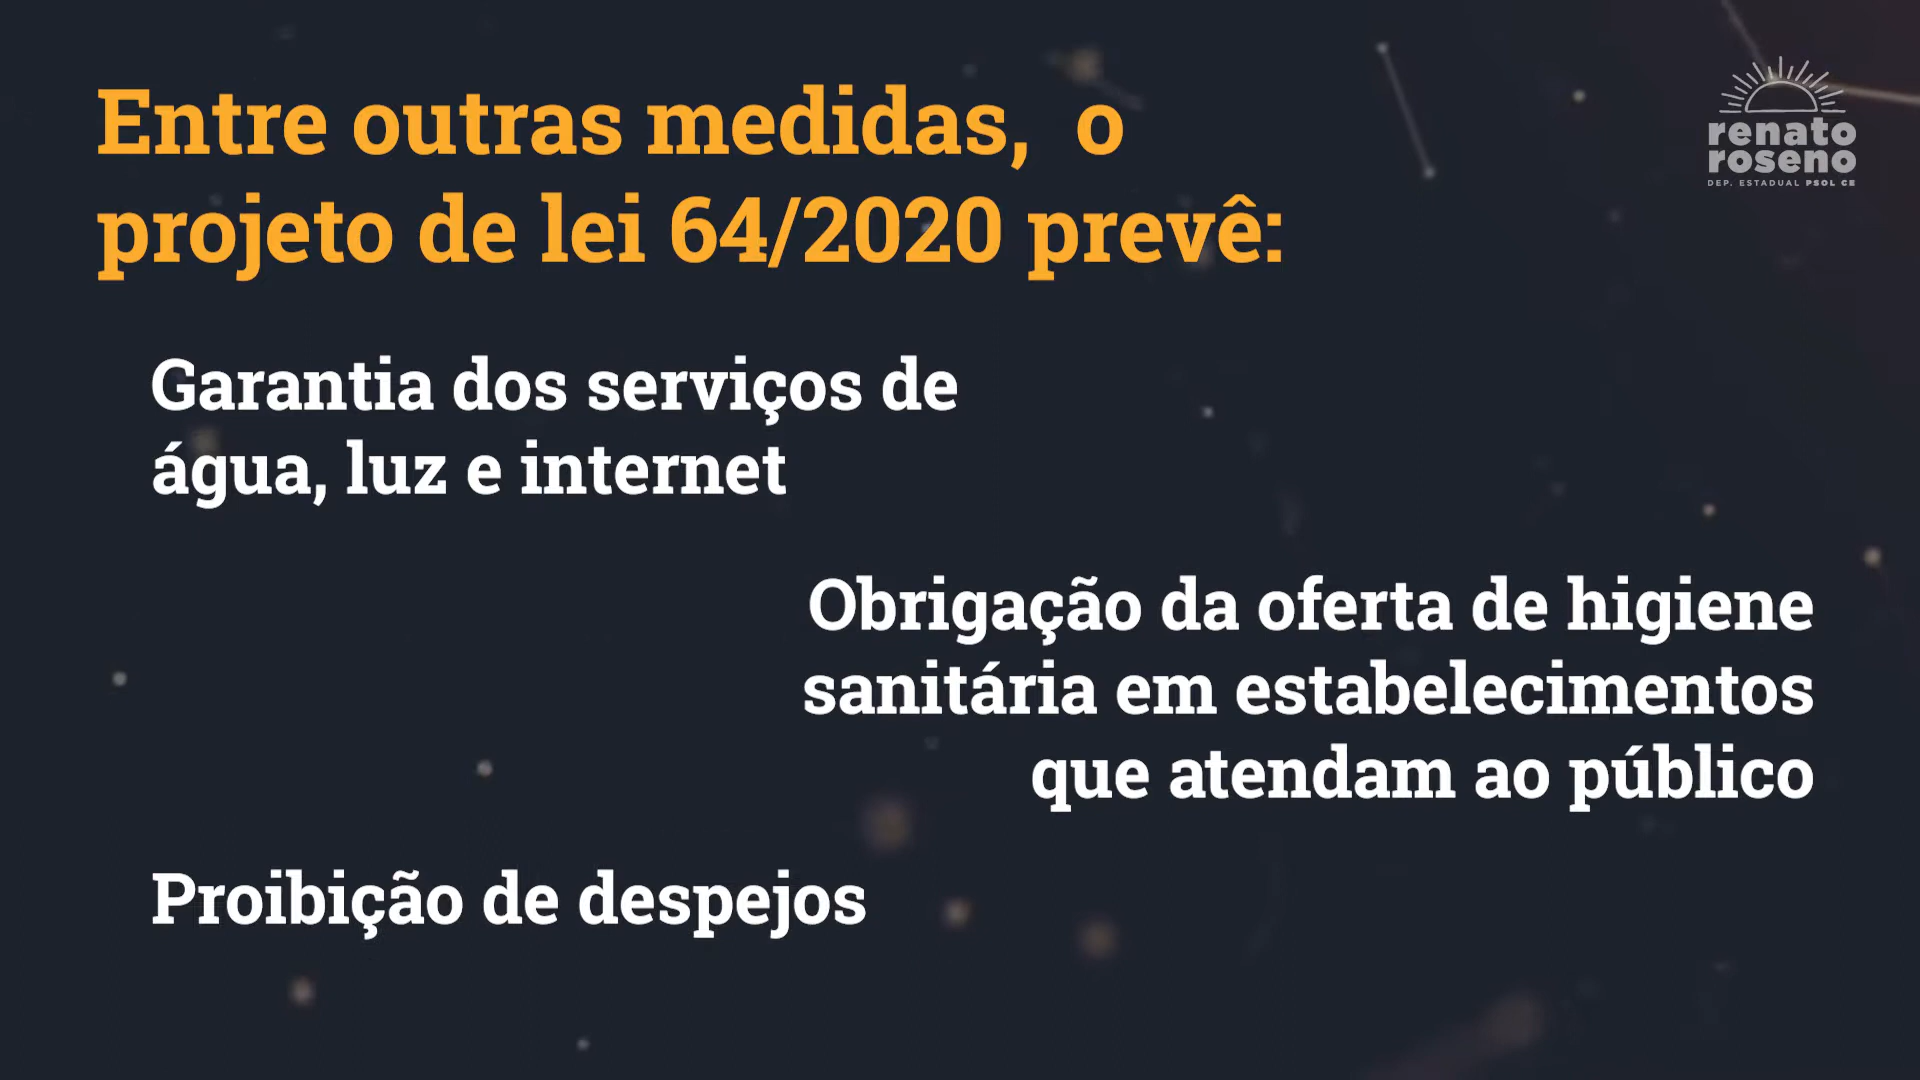 Entre outras medidas, o
projeto de lei 64/2020 prevê:
renato
roseno
DEP. ESTADUAL PSOL CE
Garantia dos serviços de
água, luz e internet
Obrigação da oferta de higiene
sanitária em estabelecimentos
que atendam ao público
Proibição de despejos